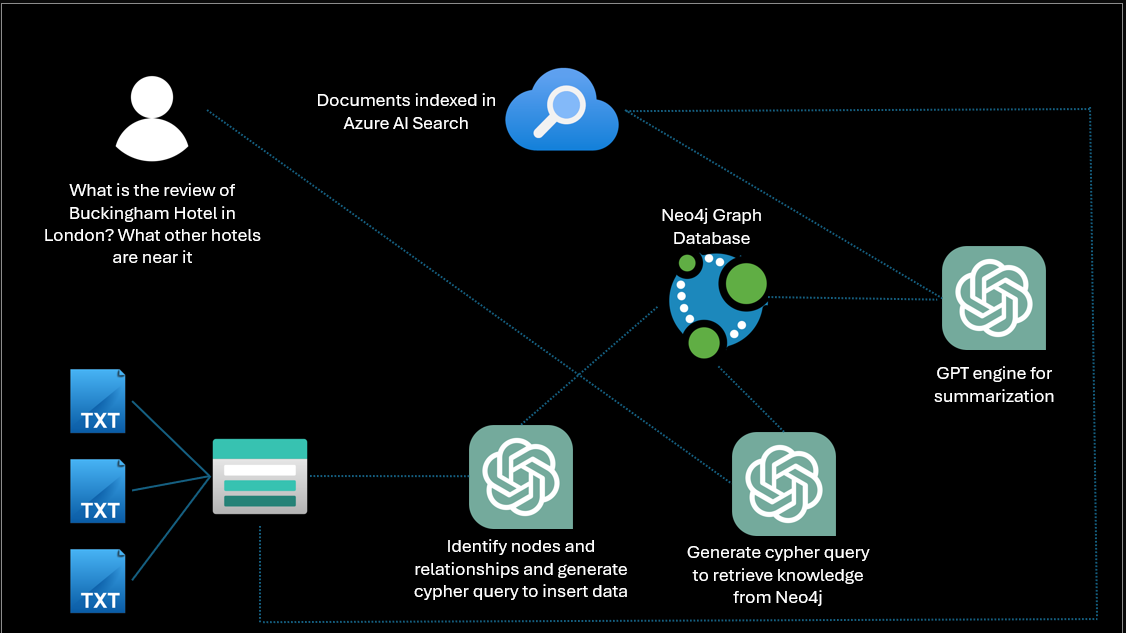 Documents indexed in
Azure AI Search
What is the review of
Buckingham Hotel in
London? What other hotels
are near it
Neo4j Graph
Database
GPT engine for
summarization
TXT
TXT
TXT
Identify nodes and
relationships and generate
cypher query to insert data
Generate cypher query
to retrieve knowledge
from Neo4j